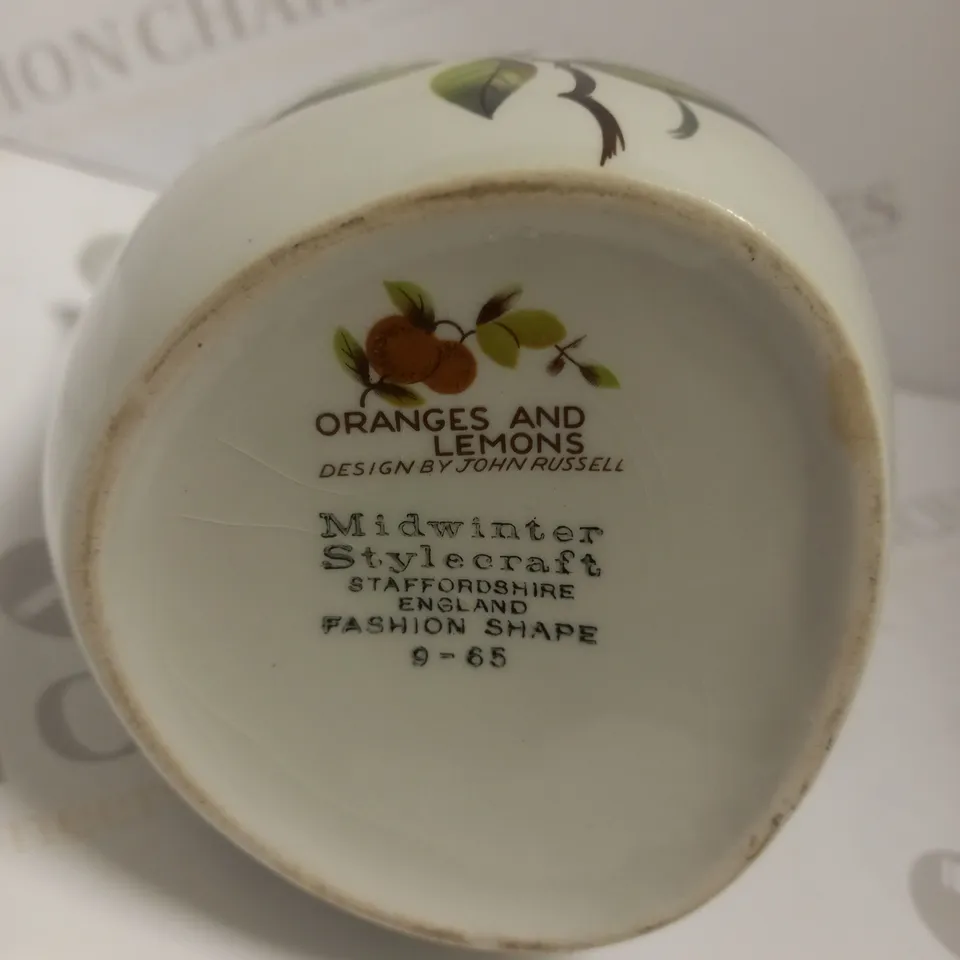 ORANGES AND
LEMONS
DESIGN BY JOHN RUSSELL
Midwinter
Stylecraft
STAFFORDSHIRE
ENGLAND
FASHION SHAPE
9-65